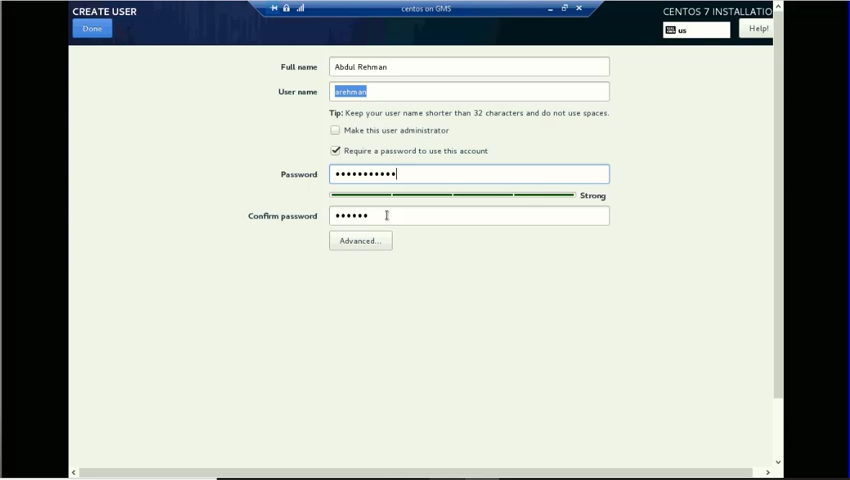 CREATE USER
centos on GMS
CENTOS 7 INSTALLATIO
Done
us
Help!
Full name
Abdul Rehman
User name
arehman
Tip: Keep your user name shorter than 32 characters and do not use spaces.
Make this user administrator
Require a password to use this account
Password
•••••••••••
Strong
Confirm password
••••••
Advanced...